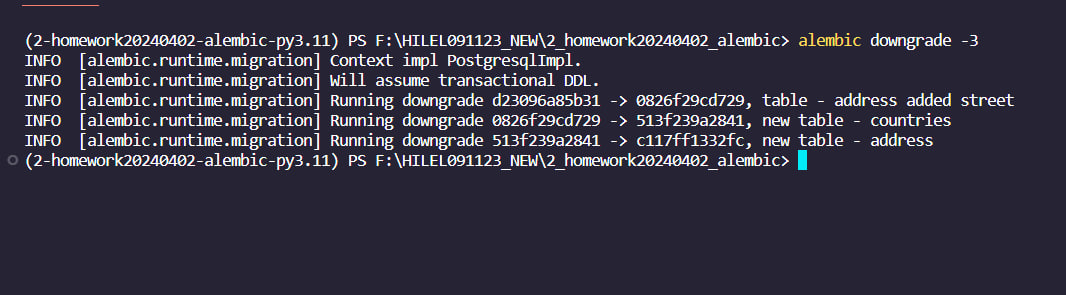 (2-homework20240402-alembic-py3.11) PS F:\HILEL091123_NEW\2_homework20240402_alembic> alembic downgrade -3
INFO  [alembic.runtime.migration] Context impl PostgresqlImpl.
INFO  [alembic.runtime.migration] Will assume transactional DDL.
INFO  [alembic.runtime.migration] Running downgrade d23096a85b31 -> 0826f29cd729, table - address added street
INFO  [alembic.runtime.migration] Running downgrade 0826f29cd729 -> 513f239a2841, new table - countries
INFO  [alembic.runtime.migration] Running downgrade 513f239a2841 -> c117ff1332fc, new table - address
(2-homework20240402-alembic-py3.11) PS F:\HILEL091123_NEW\2_homework20240402_alembic>